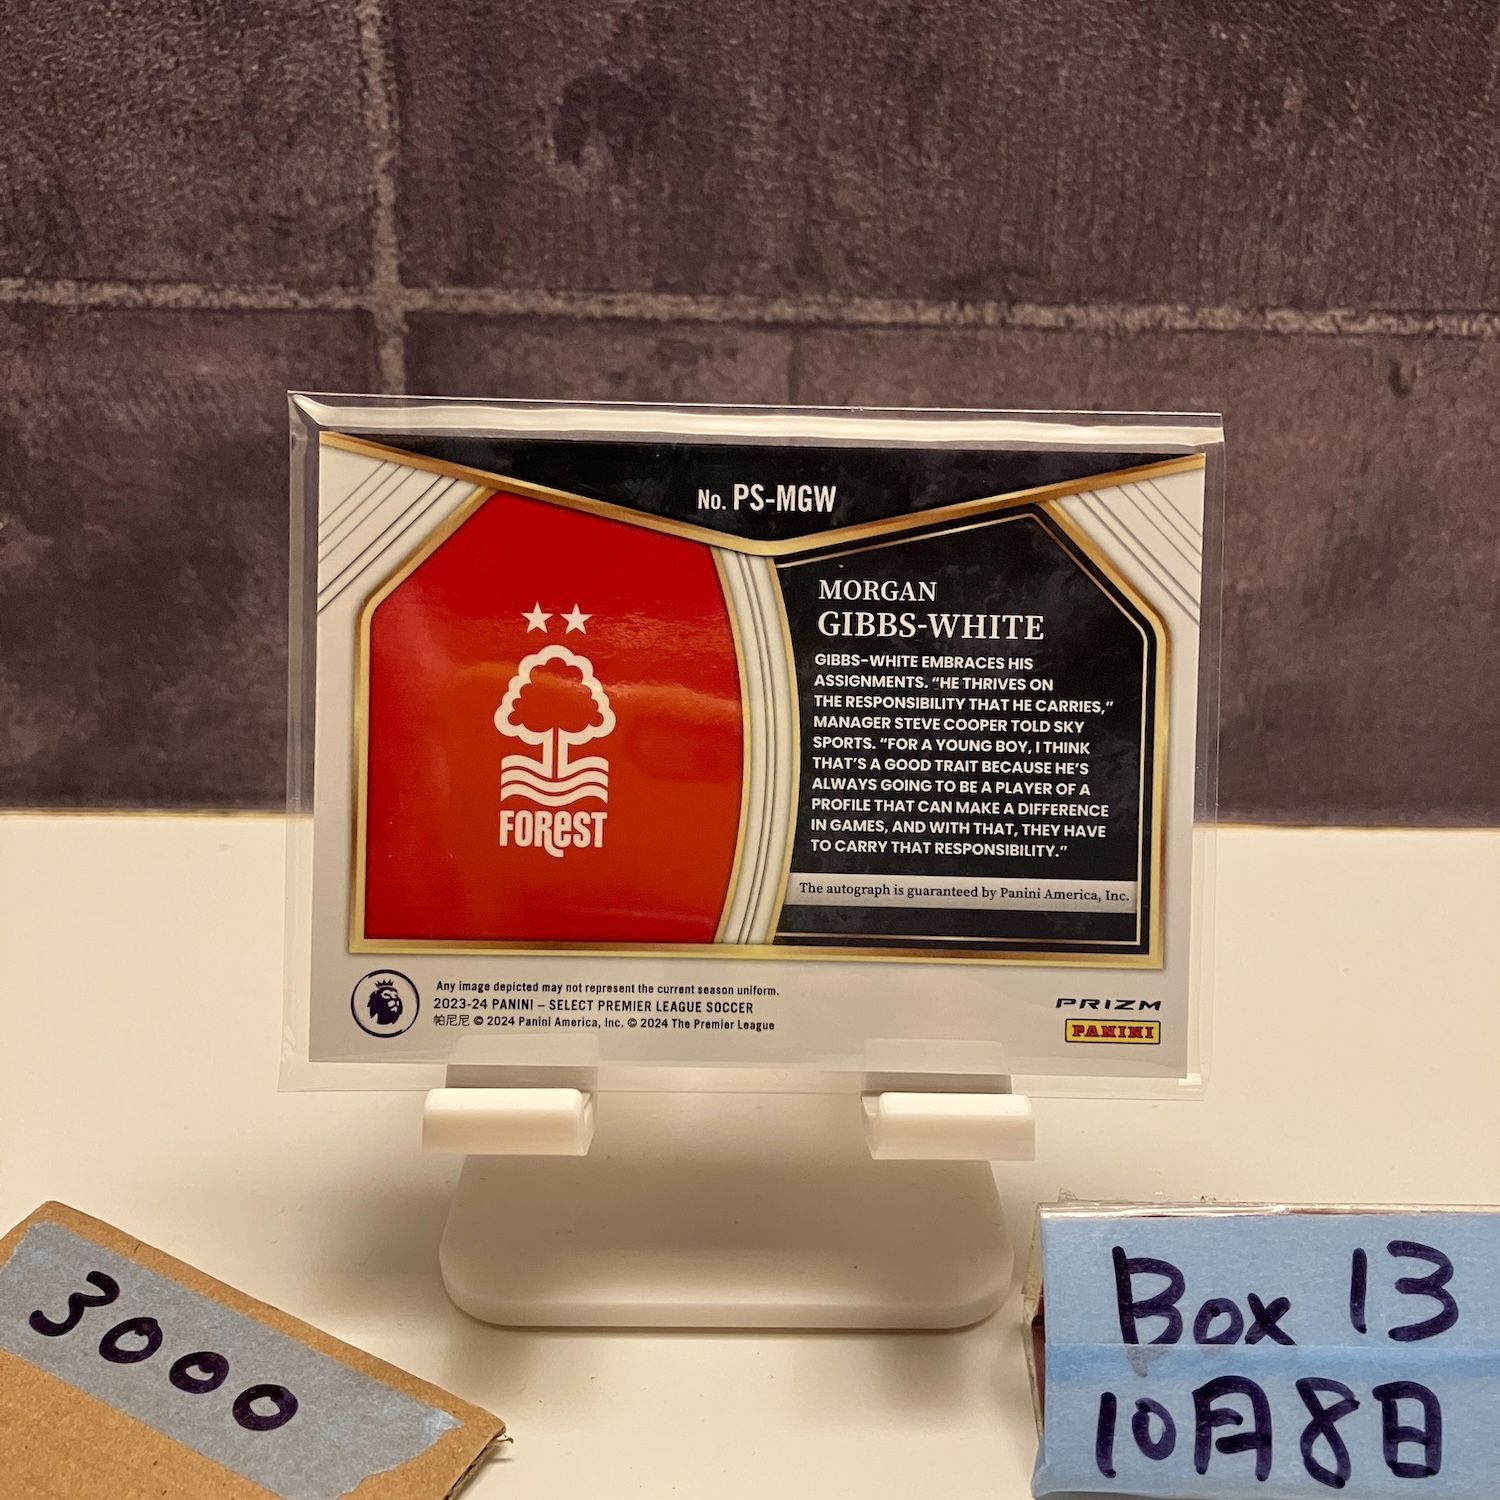 No. PS-MGW
MORGAN
GIBBS-WHITE
GIBBS-WHITE EMBRACES HIS
ASSIGNMENTS. “HE THRIVES ON
THE RESPONSIBILITY THAT HE CARRIES,”
MANAGER STEVE COOPER TOLD SKY
SPORTS. “FOR A YOUNG BOY, I THINK
THAT’S A GOOD TRAIT BECAUSE HE’S
ALWAYS GOING TO BE A PLAYER OF A
PROFILE THAT CAN MAKE A DIFFERENCE
IN GAMES, AND WITH THAT, THEY HAVE
TO CARRY THAT RESPONSIBILITY.”
FOReST
The autograph is guaranteed by Panini America, Inc.
Any image depicted may not represent the current season uniform.
2023-24 PANINI – SELECT PREMIER LEAGUE SOCCER
帕尼尼 © 2024 Panini America, Inc. © 2024 The Premier League
PRIZM
PANINI
3000
Box 13
10月8日